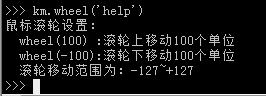 >>> km.wheel('help')
鼠标滚轮设置：
wheel(100) :滚轮上移动100个单位
wheel(-100):滚轮下移动100个单位
滚轮移动范围为: -127~+127
>>>